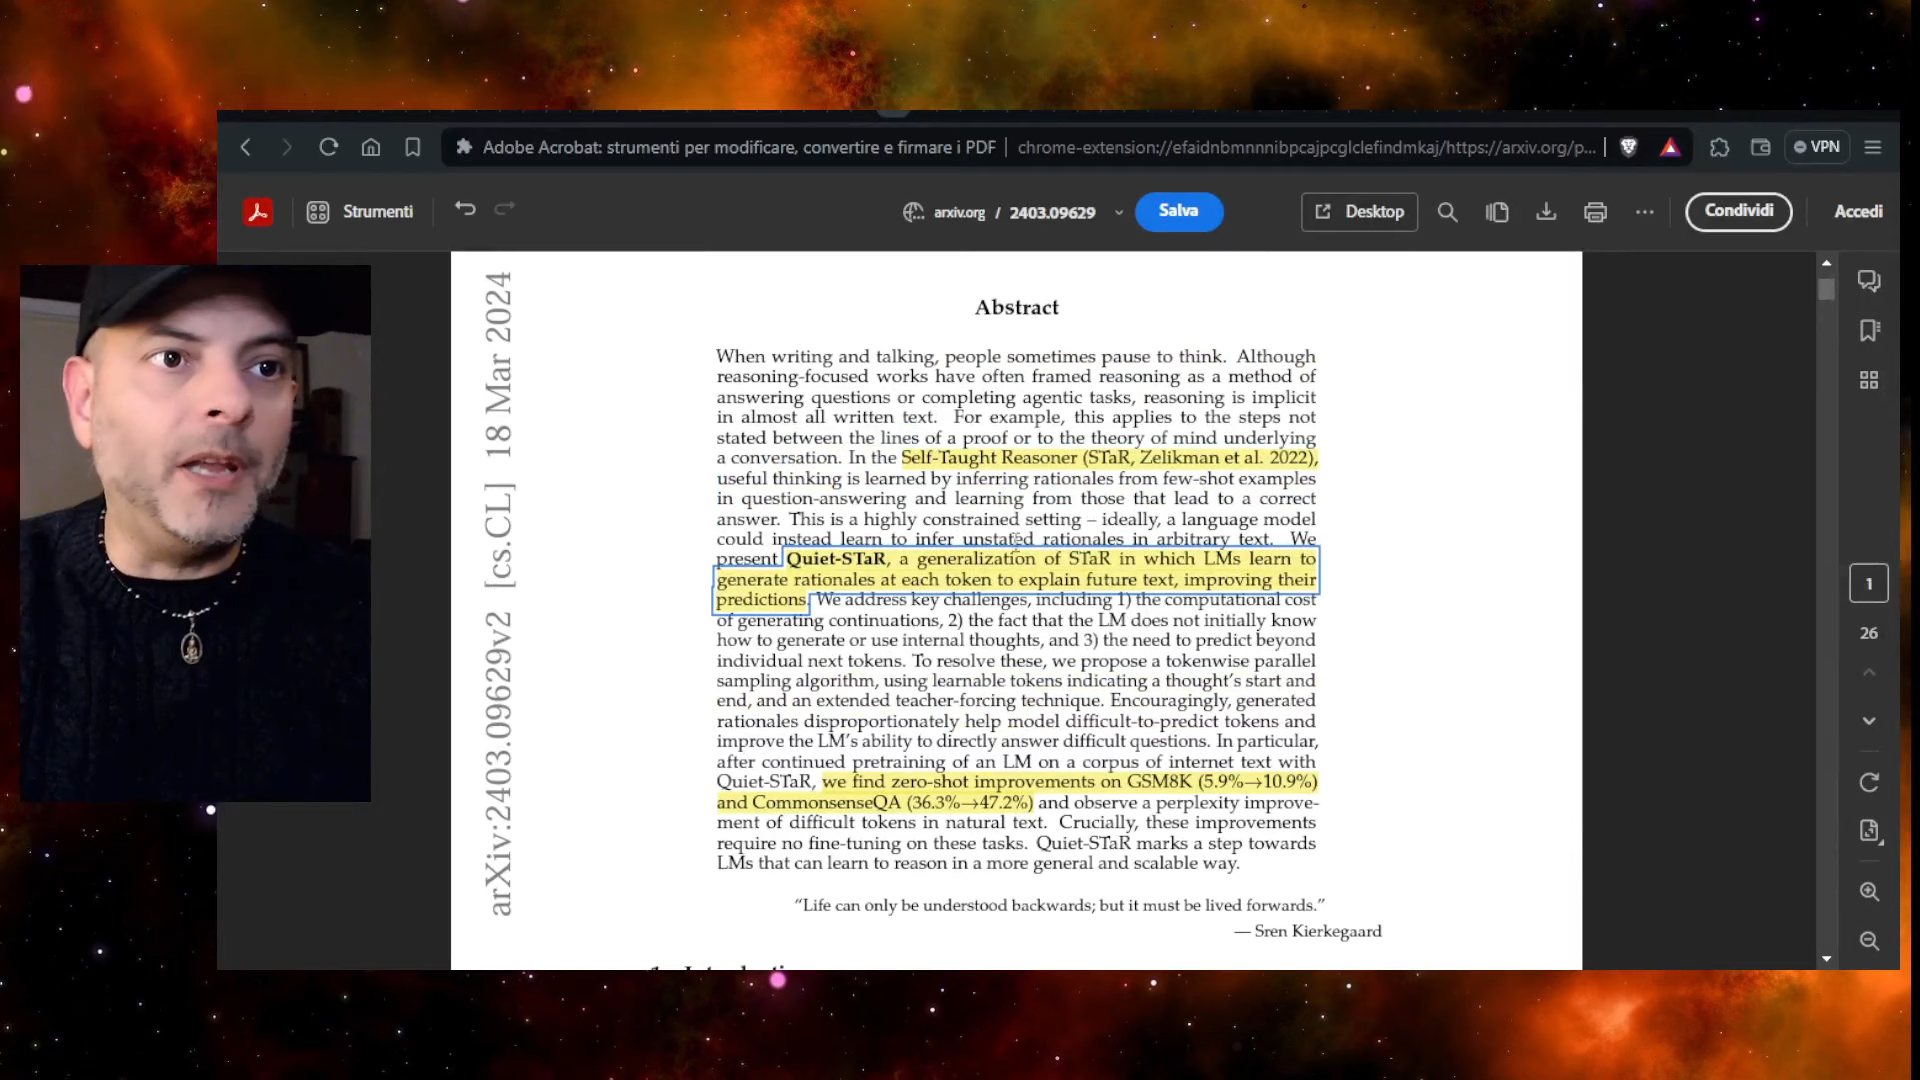 Adobe Acrobat: strumenti per modificare, convertire e firmare i PDF | chrome-extension://efaidnbmnnnibpcajpcglclefindmkaj/https://arxiv.org/p... VPN
Strumenti arxiv.org / 2403.09629 Salva Desktop Condividi Accedi
arXiv:2403.09629v2 [cs.CL] 18 Mar 2024
Abstract
When writing and talking, people sometimes pause to think. Although
reasoning-focused works have often framed reasoning as a method of
answering questions or completing agentic tasks, reasoning is implicit
in almost all written text. For example, this applies to the steps not
stated between the lines of a proof or to the theory of mind underlying
a conversation. In the Self-Taught Reasoner (STaR, Zelikman et al. 2022),
useful thinking is learned by inferring rationales from few-shot examples
in question-answering and learning from those that lead to a correct
answer. This is a highly constrained setting – ideally, a language model
could instead learn to infer unstated rationales in arbitrary text. We
present Quiet-STaR, a generalization of STaR in which LMs learn to
generate rationales at each token to explain future text, improving their
predictions. We address key challenges, including 1) the computational cost
of generating continuations, 2) the fact that the LM does not initially know
how to generate or use internal thoughts, and 3) the need to predict beyond
individual next tokens. To resolve these, we propose a tokenwise parallel
sampling algorithm, using learnable tokens indicating a thought's start and
end, and an extended teacher-forcing technique. Encouragingly, generated
rationales disproportionately help model difficult-to-predict tokens and
improve the LM's ability to directly answer difficult questions. In particular,
after continued pretraining of an LM on a corpus of internet text with
Quiet-STaR, we find zero-shot improvements on GSM8K (5.9%→10.9%)
and CommonsenseQA (36.3%→47.2%) and observe a perplexity improve-
ment of difficult tokens in natural text. Crucially, these improvements
require no fine-tuning on these tasks. Quiet-STaR marks a step towards
LMs that can learn to reason in a more general and scalable way.
"Life can only be understood backwards; but it must be lived forwards."
— Sren Kierkegaard
1
26